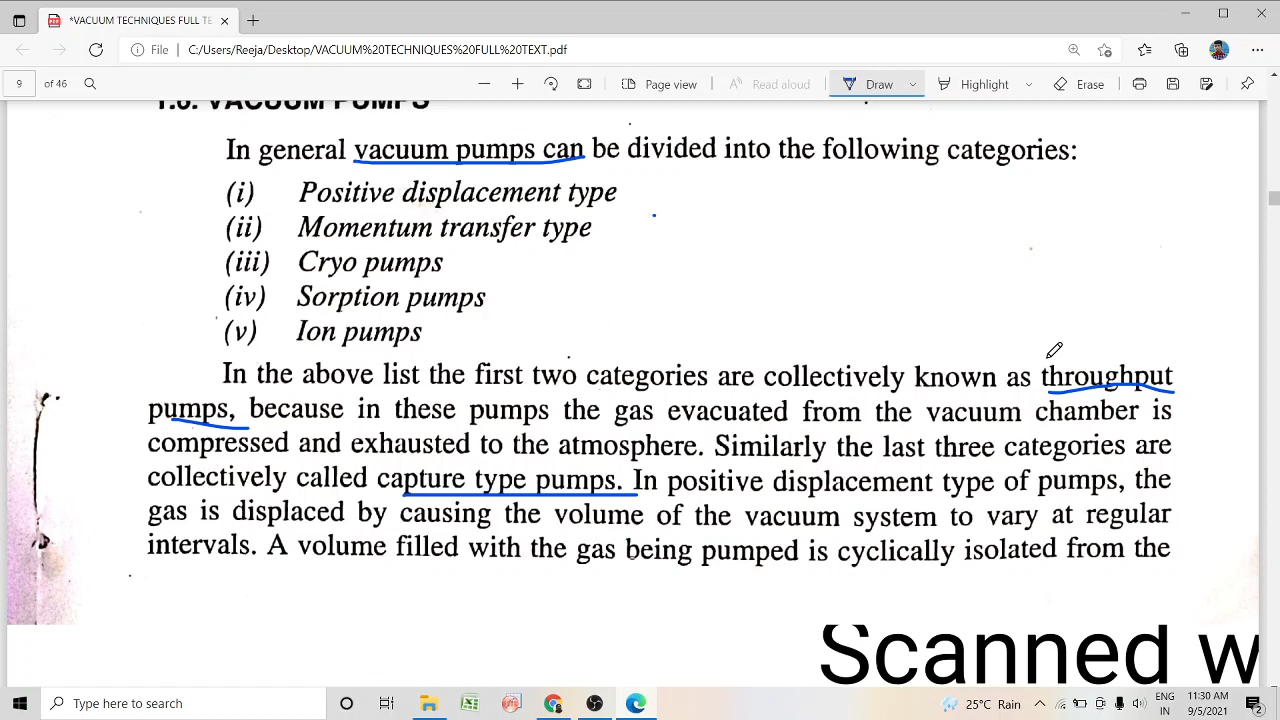 *VACUUM TECHNIQUES FULL TE
File C:/Users/Reeja/Desktop/VACUUM%20TECHNIQUES%20FULL%20TEXT.pdf
9 of 46 Page view Read aloud Draw Highlight Erase
1.6. VACUUM PUMPS
In general vacuum pumps can be divided into the following categories:
(i) Positive displacement type
(ii) Momentum transfer type
(iii) Cryo pumps
(iv) Sorption pumps
(v) Ion pumps
In the above list the first two categories are collectively known as throughput
pumps, because in these pumps the gas evacuated from the vacuum chamber is
compressed and exhausted to the atmosphere. Similarly the last three categories are
collectively called capture type pumps. In positive displacement type of pumps, the
gas is displaced by causing the volume of the vacuum system to vary at regular
intervals. A volume filled with the gas being pumped is cyclically isolated from the
Scanned w
Type here to search 25°C Rain ENG 11:30 AM
IN 9/5/2021 2